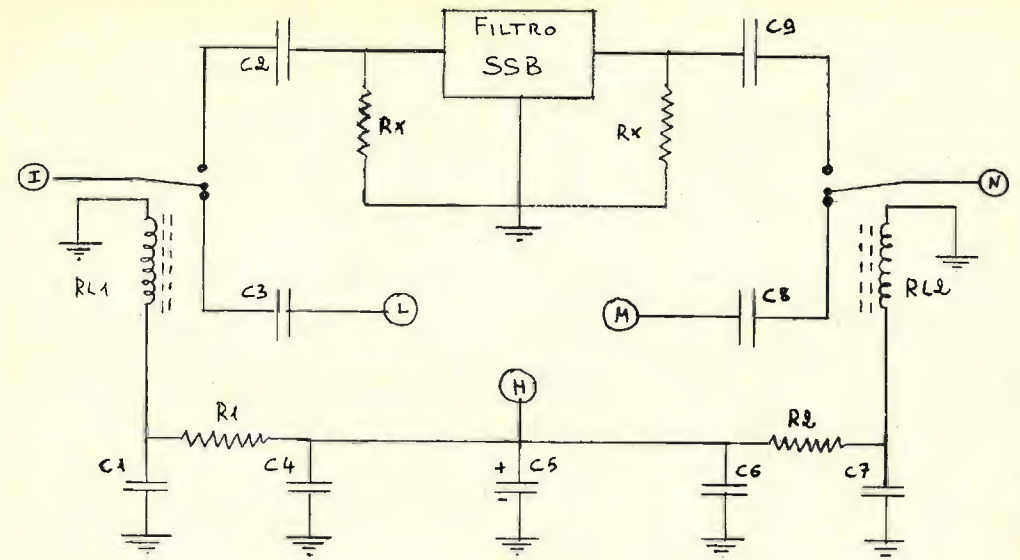 FILTRO
SSB
C2
C9
Rx
Rx
I
N
RL1
C3
L
M
C8
RL2
H
R1
R2
C1
C4
+
C5
-
C6
C7